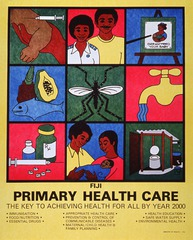 FIJI
PRIMARY HEALTH CARE
THE KEY TO ACHIEVING HEALTH FOR ALL BY YEAR 2000
• IMMUNISATION
• FOOD/NUTRITION
• ESSENTIAL DRUGS
• APPROPRIATE HEALTH CARE
• PREVENTION & CONTROL OF COMMUNICABLE DISEASES
• MATERNAL/CHILD HEALTH & FAMILY PLANNING
• HEALTH EDUCATION
• SAFE WATER SUPPLY
• ENVIRONMENTAL HEALTH